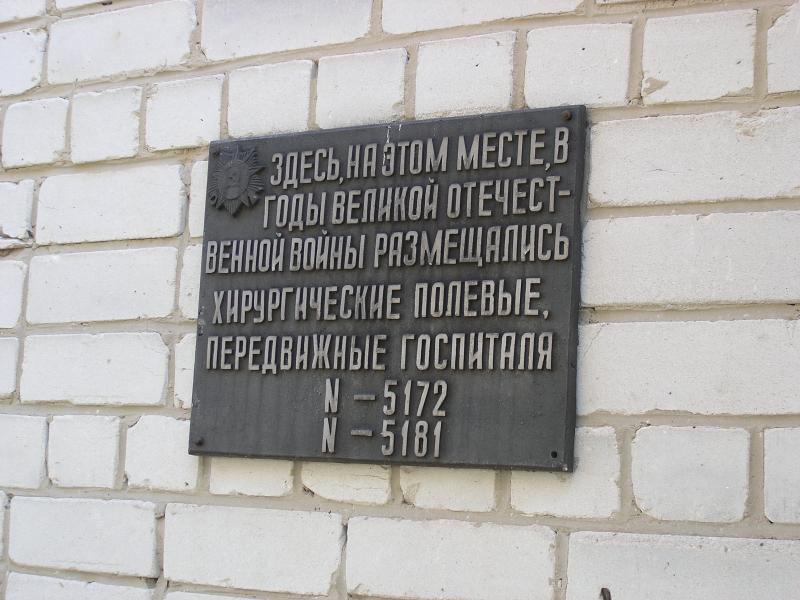 ЗДЕСЬ, НА ЭТОМ МЕСТЕ, В
ГОДЫ ВЕЛИКОЙ ОТЕЧЕСТ-
ВЕННОЙ ВОЙНЫ РАЗМЕЩАЛИСЬ
ХИРУРГИЧЕСКИЕ ПОЛЕВЫЕ,
ПЕРЕДВИЖНЫЕ ГОСПИТАЛЯ
N – 5172
N – 5181